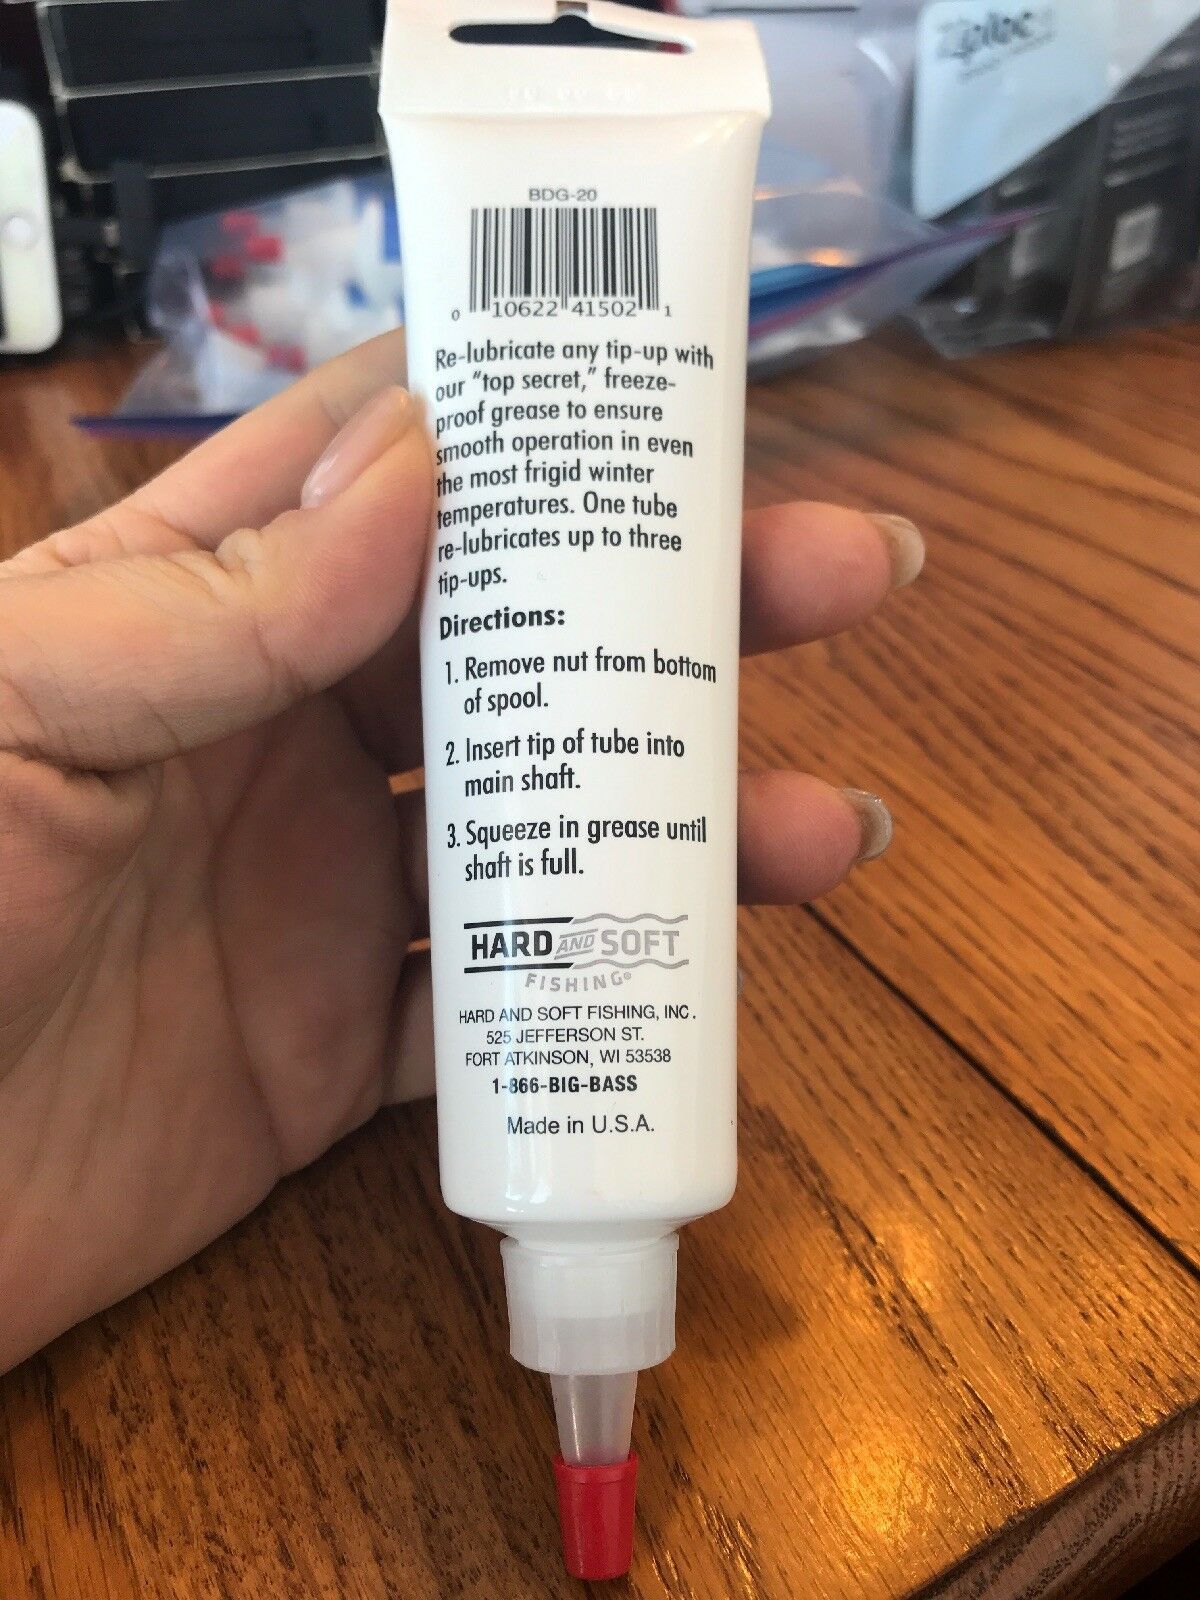 Ziploc
BDG-20
0 10622 41502 1
Re-lubricate any tip-up with
our "top secret," freeze-
proof grease to ensure
smooth operation in even
the most frigid winter
temperatures. One tube
re-lubricates up to three
tip-ups.
Directions:
1. Remove nut from bottom
of spool.
2. Insert tip of tube into
main shaft.
3. Squeeze in grease until
shaft is full.
HARD AND SOFT
FISHING®
HARD AND SOFT FISHING, INC.
525 JEFFERSON ST.
FORT ATKINSON, WI 53538
1-866-BIG-BASS
Made in U.S.A.